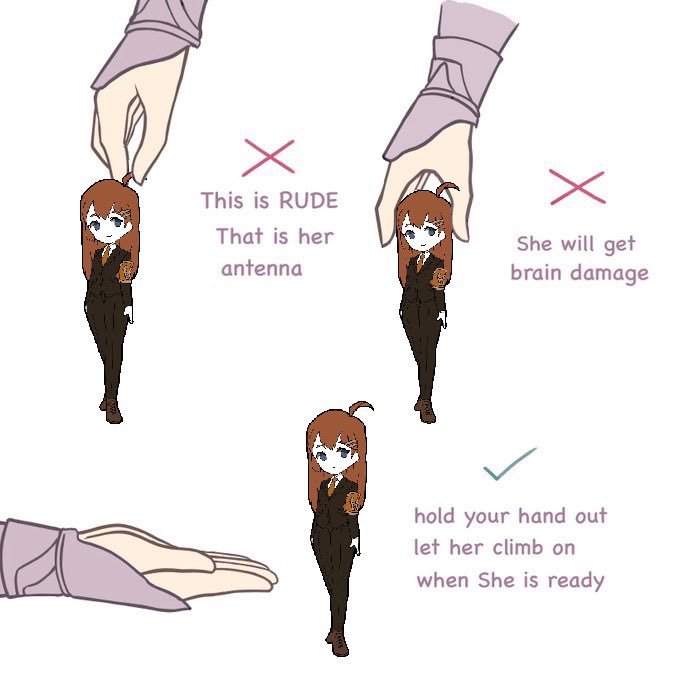 This is RUDE
That is her
antenna
She will get
brain damage
hold your hand out
let her climb on
when She is ready